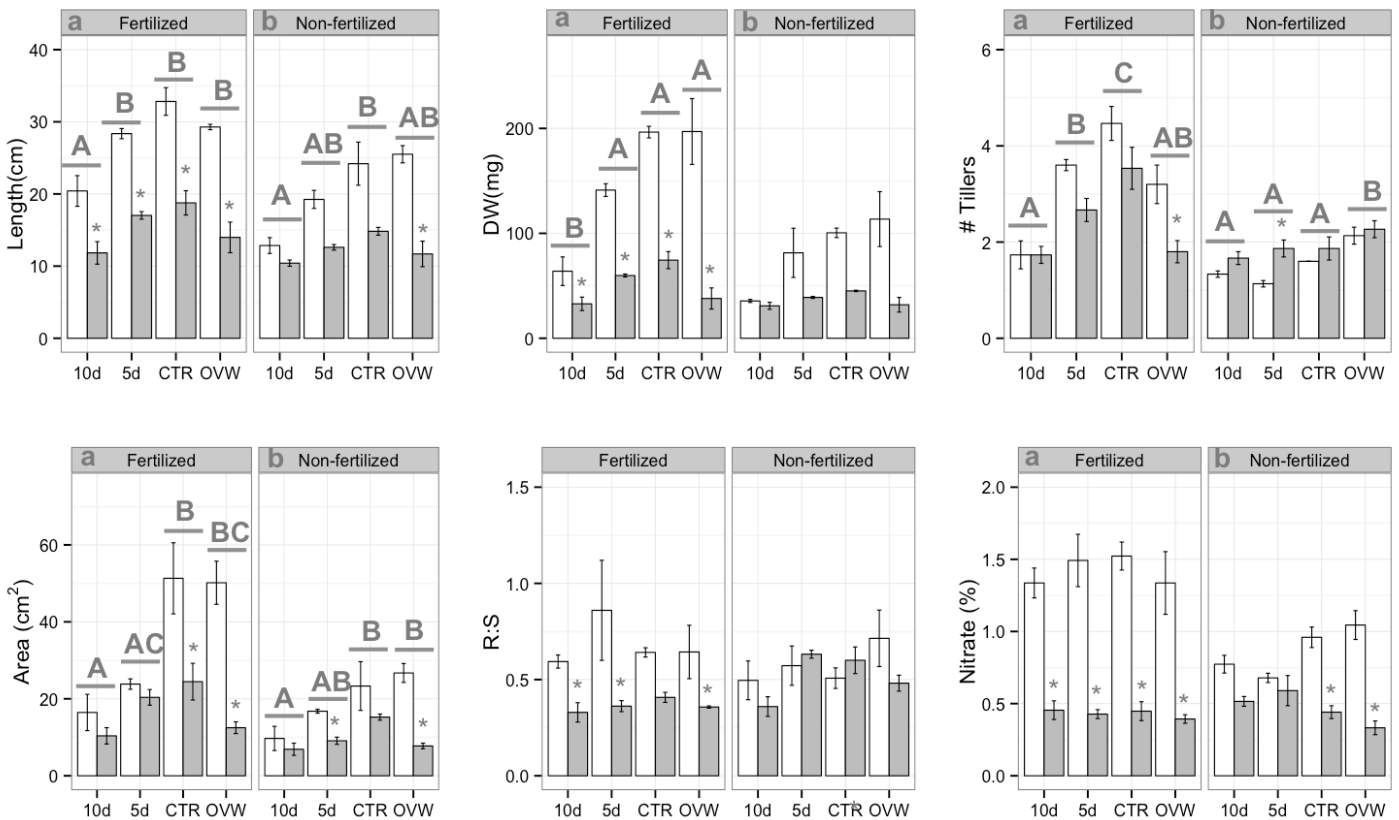 a Fertilized b Non-fertilized
Length(cm)
40
30
20
10
0
A B B B
* * * *
A AB B AB
*
10d 5d CTR OVW 10d 5d CTR OVW
Fertilized Non-fertilized
DW(mg)
200
100
0
B A A A
* * * *
10d 5d CTR OVW 10d 5d CTR OVW
a Fertilized b Non-fertilized
# Tillers
6
4
2
0
A B C AB
*
A A A B
*
10d 5d CTR OVW 10d 5d CTR OVW
a Fertilized b Non-fertilized
Area (cm²)
60
40
20
0
A AC B BC
* *
A AB B B
* *
10d 5d CTR OVW 10d 5d CTR OVW
Fertilized Non-fertilized
R:S
1.5
1.0
0.5
0.0
* * *
10d 5d CTR OVW 10d 5d CTR* OVW
a Fertilized b Non-fertilized
Nitrate (%)
2.0
1.5
1.0
0.5
0.0
* * * *
* *
10d 5d CTR OVW 10d 5d CTR OVW